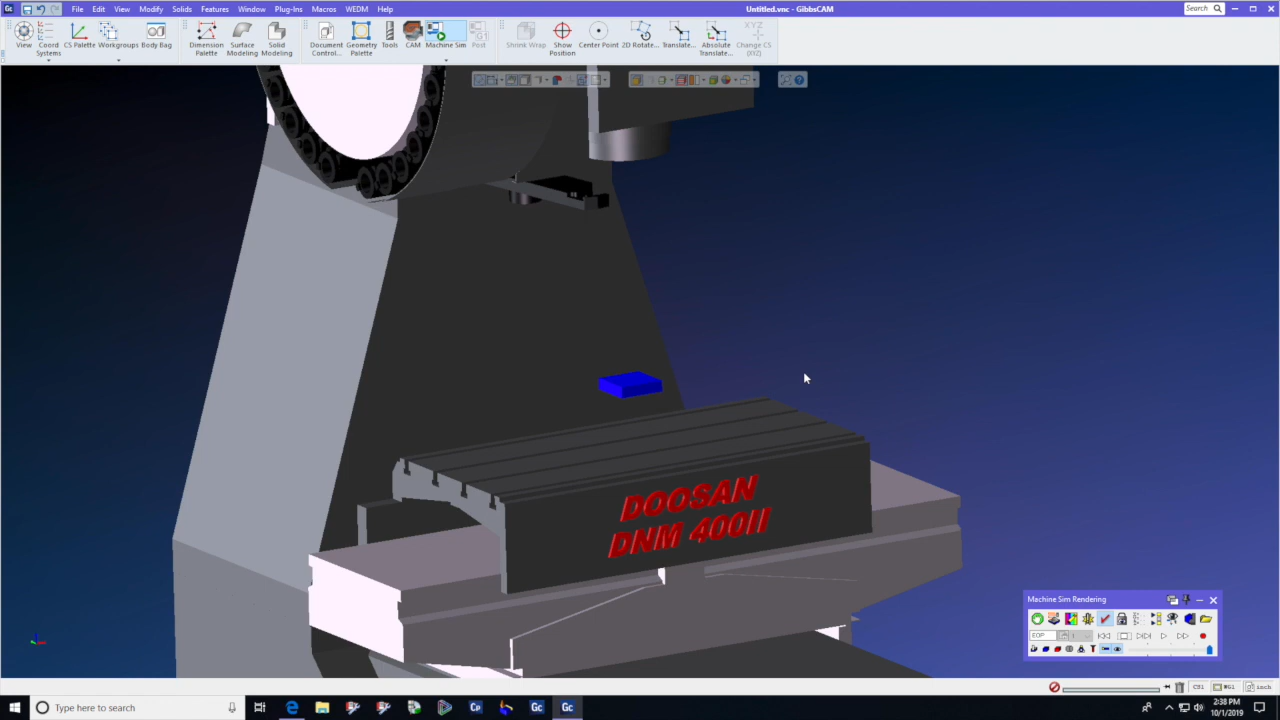 Untitled.vnc - GibbsCAM
File Edit View Modify Solids Features Window Plug-Ins Macros WEDM Help
Search
View
Coord Systems
CS Palette
Workgroups
Body Bag
Dimension Palette
Surface Modeling
Solid Modeling
Document Control...
Geometry Palette
Tools
CAM
Machine Sim
Post
Shrink Wrap
Show Position
Center Point
2D Rotate...
Translate...
Absolute Translate...
Change CS (XYZ)
DOOSAN
DNM 400II
Machine Sim Rendering
EOP
inch
Type here to search
2:38 PM
10/1/2019